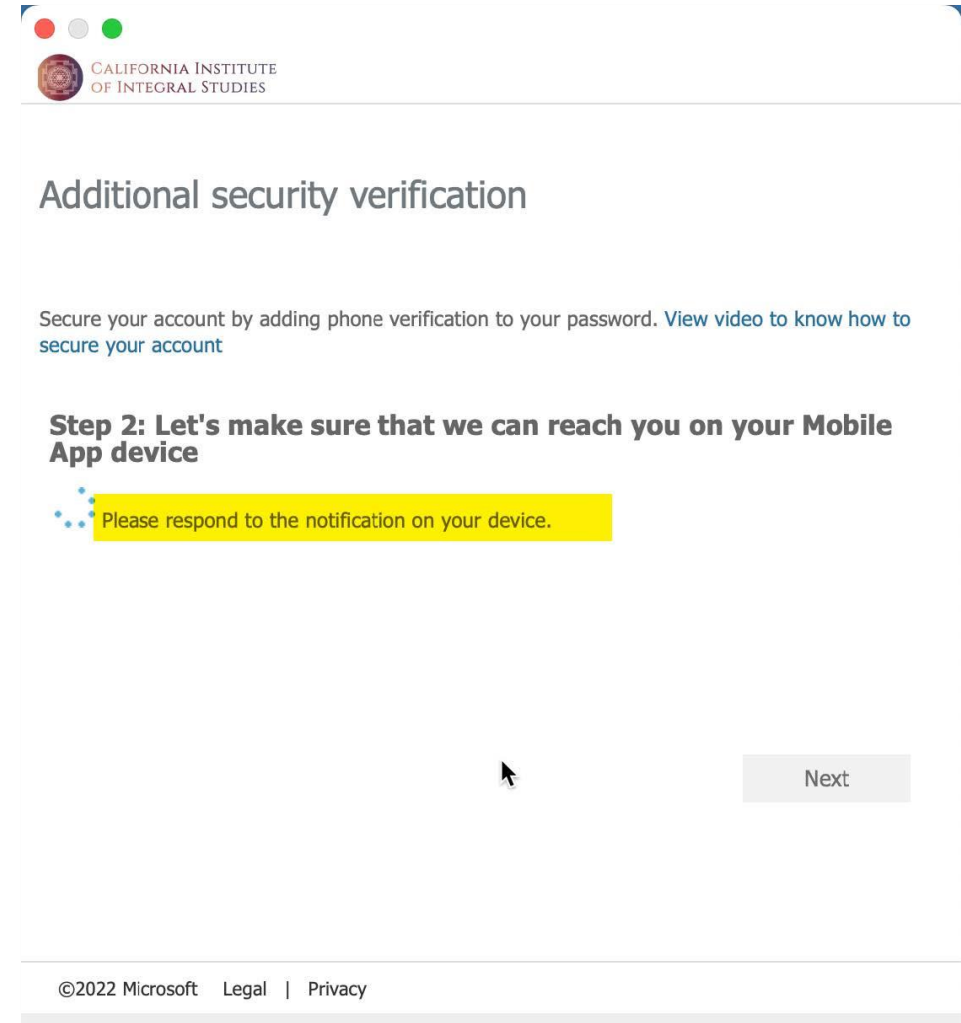 CALIFORNIA INSTITUTE
OF INTEGRAL STUDIES
Additional security verification
Secure your account by adding phone verification to your password. View video to know how to
secure your account
Step 2: Let's make sure that we can reach you on your Mobile
App device
Please respond to the notification on your device.
Next
©2022 Microsoft Legal | Privacy